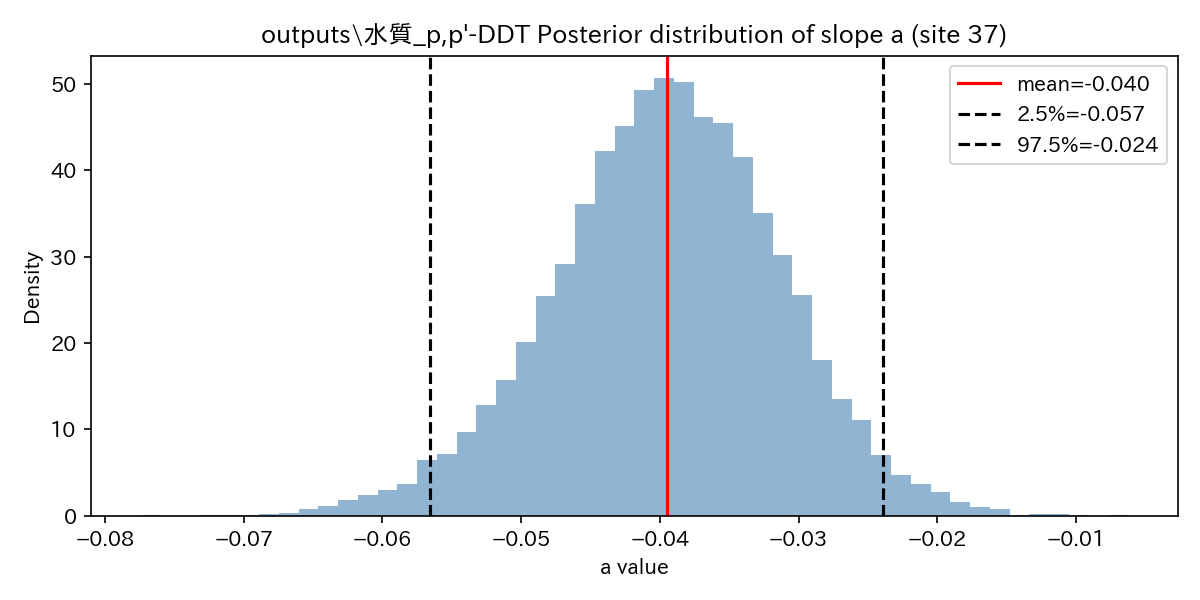 outputs\水質_p,p'-DDT Posterior distribution of slope a (site 37)
mean=-0.040
2.5%=-0.057
97.5%=-0.024
Density
50
40
30
20
10
0
−0.08 −0.07 −0.06 −0.05 −0.04 −0.03 −0.02 −0.01
a value